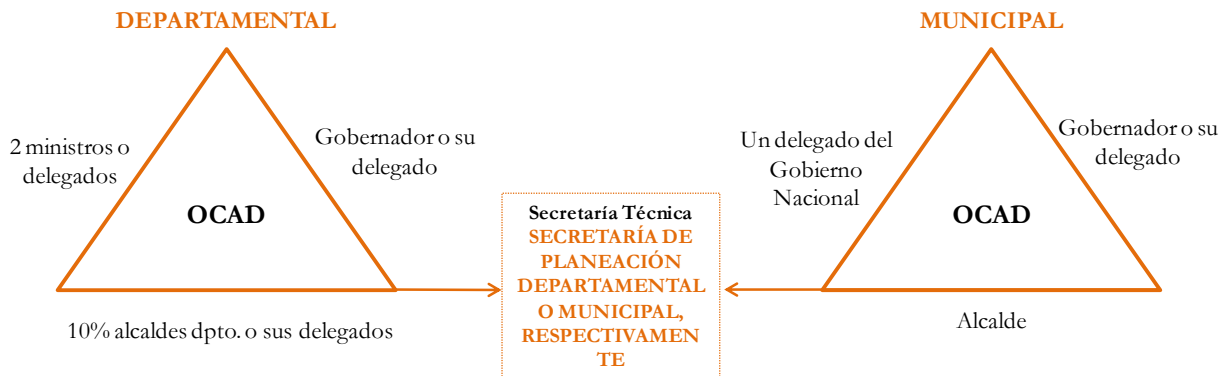 DEPARTAMENTAL
2 ministros o
delegados
Gobernador o su
delegado
OCAD
10% alcaldes dpto. o sus delegados
Secretaría Técnica
SECRETARÍA DE
PLANEACIÓN
DEPARTAMENTAL
O MUNICIPAL,
RESPECTIVAMEN
TE
MUNICIPAL
Un delegado del
Gobierno
Nacional
Gobernador o su
delegado
OCAD
Alcalde